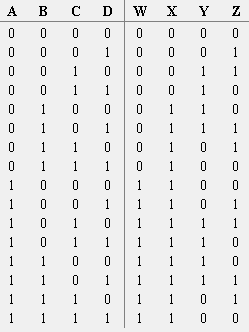 A B C D W X Y Z
0 0 0 0 0 0 0 0
0 0 0 1 0 0 0 1
0 0 1 0 0 0 1 1
0 0 1 1 0 0 1 0
0 1 0 0 0 1 1 0
0 1 0 1 0 1 1 1
0 1 1 0 0 1 0 1
0 1 1 1 0 1 0 0
1 0 0 0 1 1 0 0
1 0 0 1 1 1 0 1
1 0 1 0 1 1 1 1
1 0 1 1 1 1 1 0
1 1 0 0 1 1 1 0
1 1 0 1 1 1 1 1
1 1 1 0 1 1 0 1
1 1 1 1 1 1 0 0